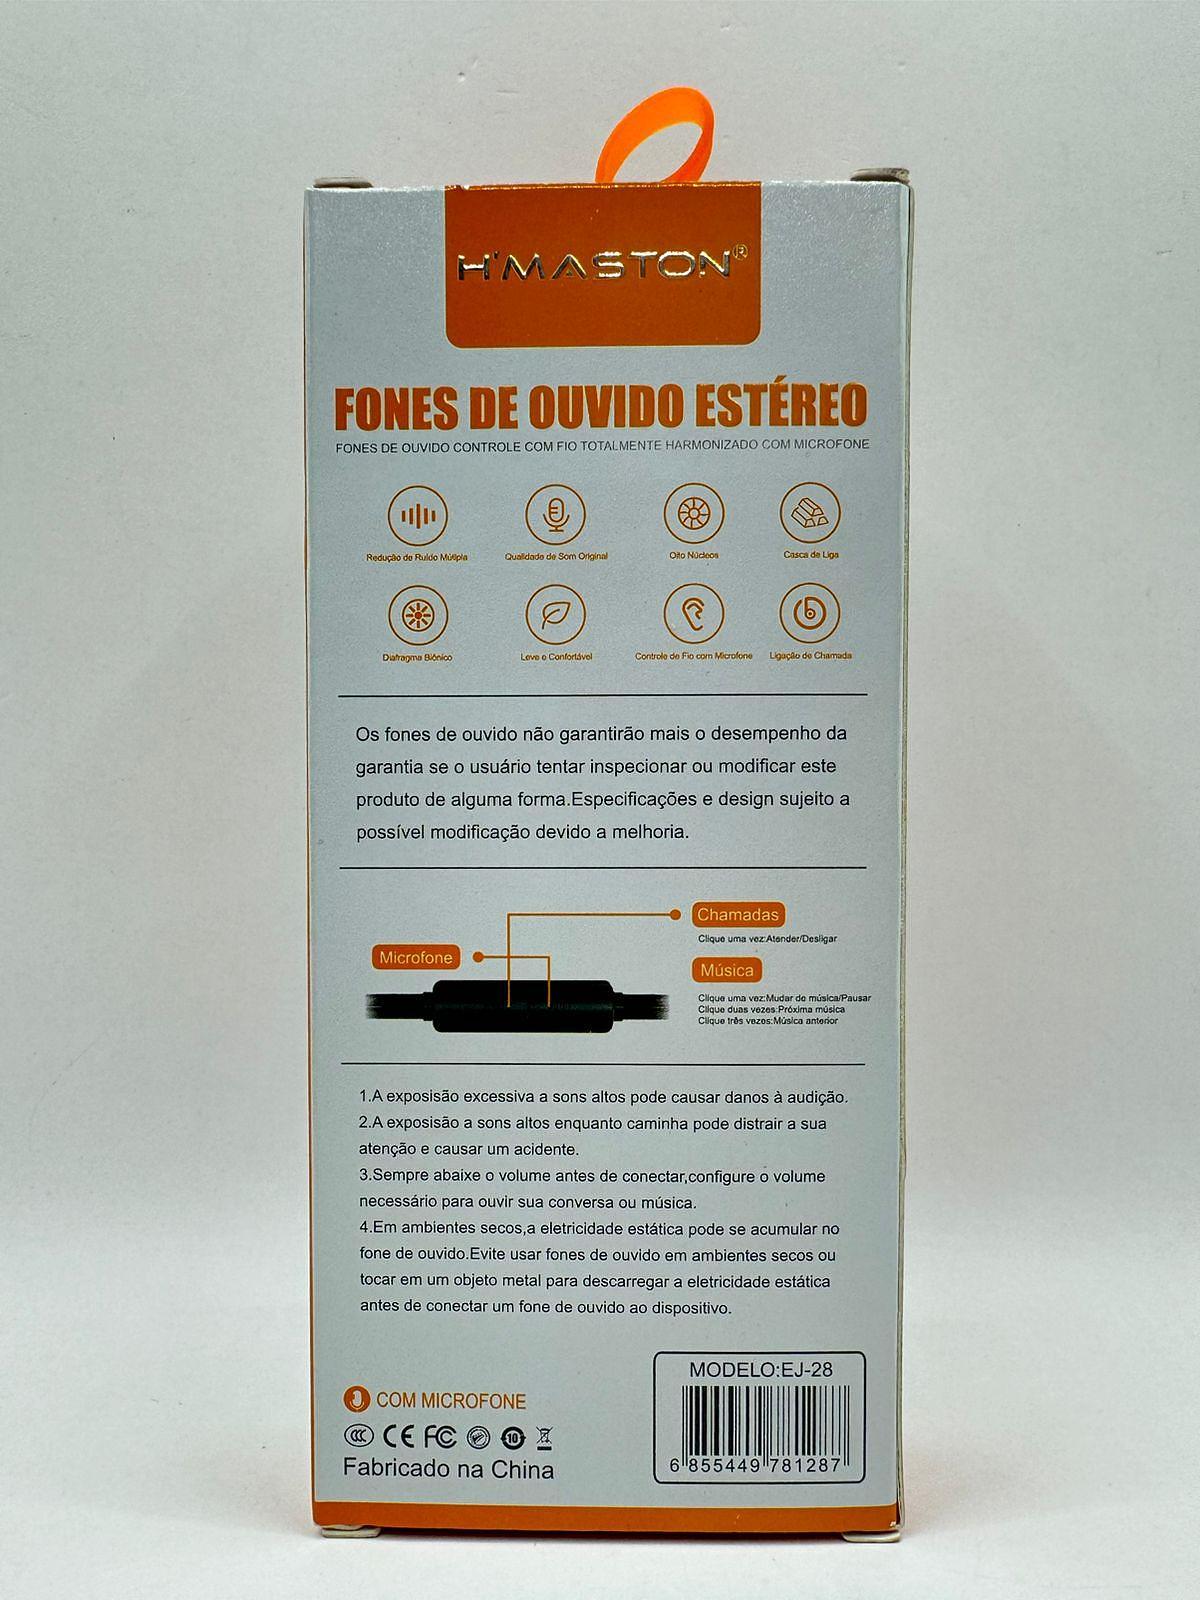 H'MASTON®
FONES DE OUVIDO ESTÉREO
FONES DE OUVIDO CONTROLE COM FIO TOTALMENTE HARMONIZADO COM MICROFONE
Redução de Ruído Múltipla
Qualidade de Som Original
Oito Núcleos
Casca de Liga
Diafragma Biônico
Leve e Confortável
Controle de Fio com Microfone
Ligação de Chamada
Os fones de ouvido não garantirão mais o desempenho da
garantia se o usuário tentar inspecionar ou modificar este
produto de alguma forma.Especificações e design sujeito a
possível modificação devido a melhoria.
Chamadas
Clique uma vez:Atender/Desligar
Microfone
Música
Clique uma vez:Mudar de música/Pausar
Clique duas vezes:Próxima música
Clique três vezes:Música anterior
1.A exposisão excessiva a sons altos pode causar danos à audição.
2.A exposisão a sons altos enquanto caminha pode distrair a sua
atenção e causar um acidente.
3.Sempre abaixe o volume antes de conectar,configure o volume
necessário para ouvir sua conversa ou música.
4.Em ambientes secos,a eletricidade estática pode se acumular no
fone de ouvido.Evite usar fones de ouvido em ambientes secos ou
tocar em um objeto metal para descarregar a eletricidade estática
antes de conectar um fone de ouvido ao dispositivo.
MODELO:EJ-28
COM MICROFONE
CCC CE FC 10
6 855449 781287
Fabricado na China